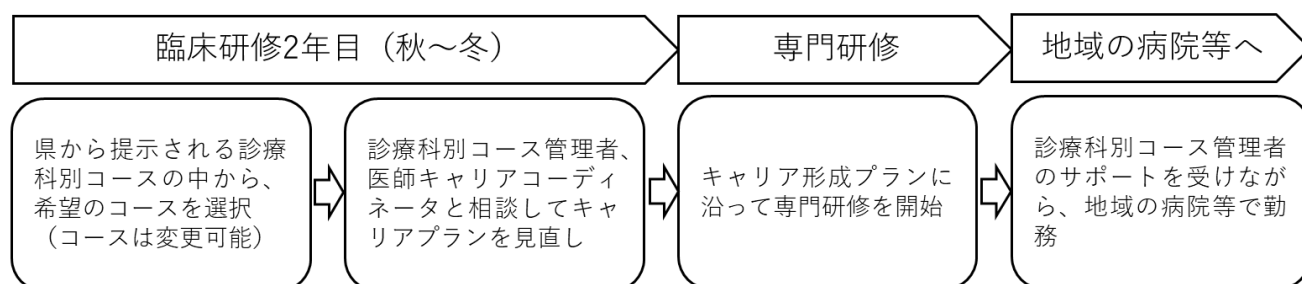 臨床研修2年目（秋～冬）
専門研修
地域の病院等へ
県から提示される診療
科別コースの中から、
希望のコースを選択
（コースは変更可能）
診療科別コース管理者、
医師キャリアコーディ
ネータと相談してキャ
リアプランを見直し
キャリア形成プランに
沿って専門研修を開始
診療科別コース管理者
のサポートを受けなが
ら、地域の病院等で勤
務